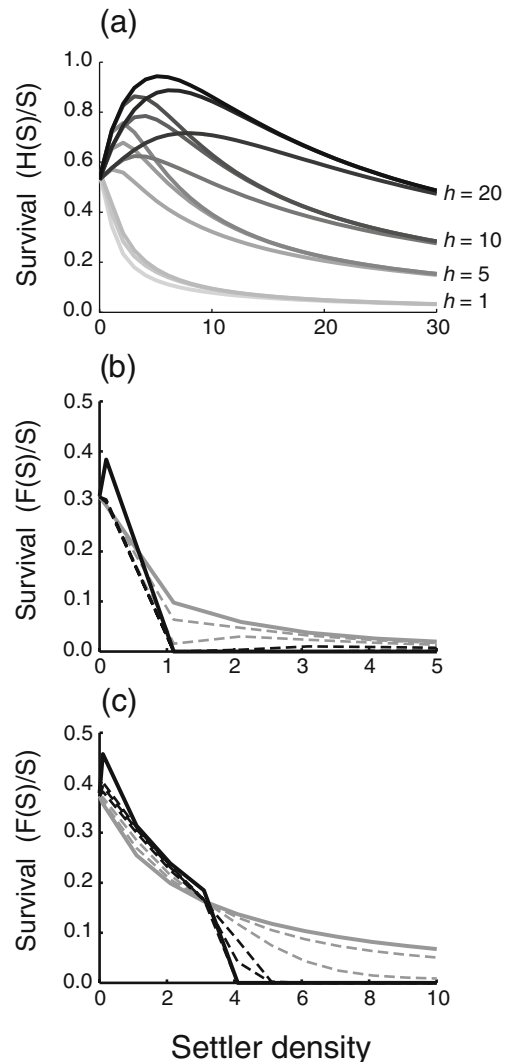 (a)
Survival (H(S)/S)
1.0
0.8
0.6
0.4
0.2
0.0
h = 20
h = 10
h = 5
h = 1
0 10 20 30
(b)
Survival (F(S)/S)
0.5
0.4
0.3
0.2
0.1
0.0
0 1 2 3 4 5
(c)
Survival (F(S)/S)
0.5
0.4
0.3
0.2
0.1
0.0
0 2 4 6 8 10
Settler density